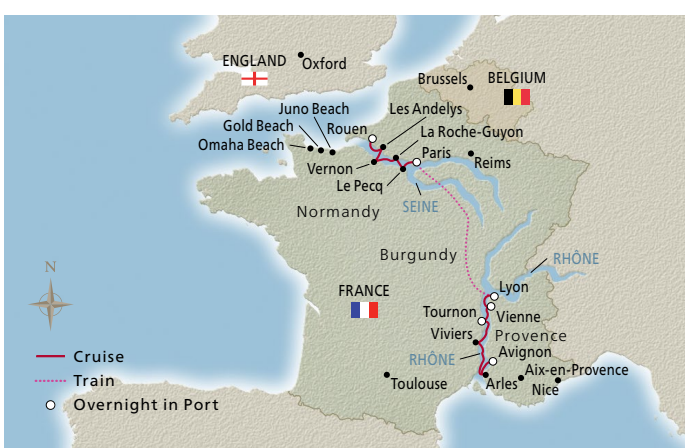 ENGLAND
Oxford
Brussels
BELGIUM
Juno Beach
Les Andelys
Gold Beach
Rouen
La Roche-Guyon
Omaha Beach
Paris
Vernon
Reims
Le Pecq
SEINE
Normandy
Burgundy
RHÔNE
N
FRANCE
Lyon
Tournon
Vienne
Viviers
Provence
Avignon
RHÔNE
Aix-en-Provence
Toulouse
Arles
Nice
Cruise
Train
Overnight in Port